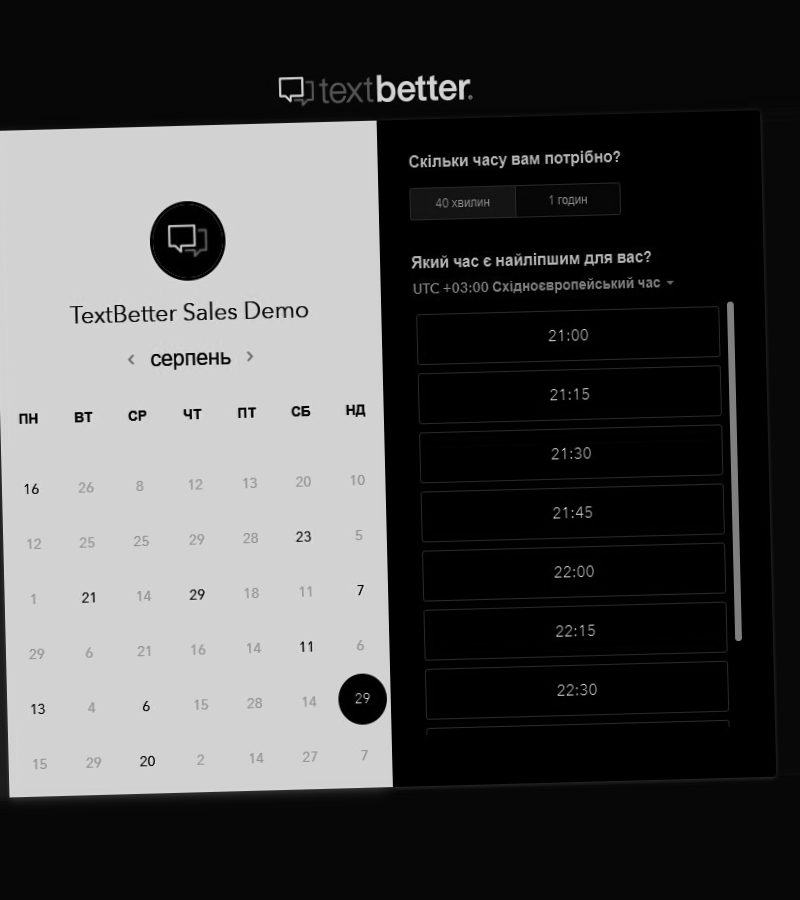 textbetter.
TextBetter Sales Demo
серпень
ПН ВТ СР ЧТ ПТ СБ НД
16 26 8 12 13 20 10
12 25 25 29 28 23 5
1 21 14 29 18 11 7
29 6 21 16 14 11 6
13 4 6 15 28 14 29
15 29 20 2 14 27 7
Скільки часу вам потрібно?
40 хвилин 1 годин
Який час є найліпшим для вас?
UTC +03:00 Східноєвропейський час
21:00
21:15
21:30
21:45
22:00
22:15
22:30